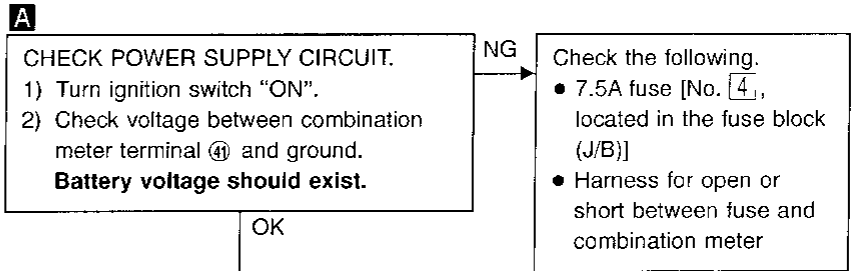 A
CHECK POWER SUPPLY CIRCUIT.
1) Turn ignition switch “ON”.
2) Check voltage between combination
meter terminal ㊶ and ground.
Battery voltage should exist.
NG
Check the following.
● 7.5A fuse [No. 4,
located in the fuse block
(J/B)]
● Harness for open or
short between fuse and
combination meter
OK